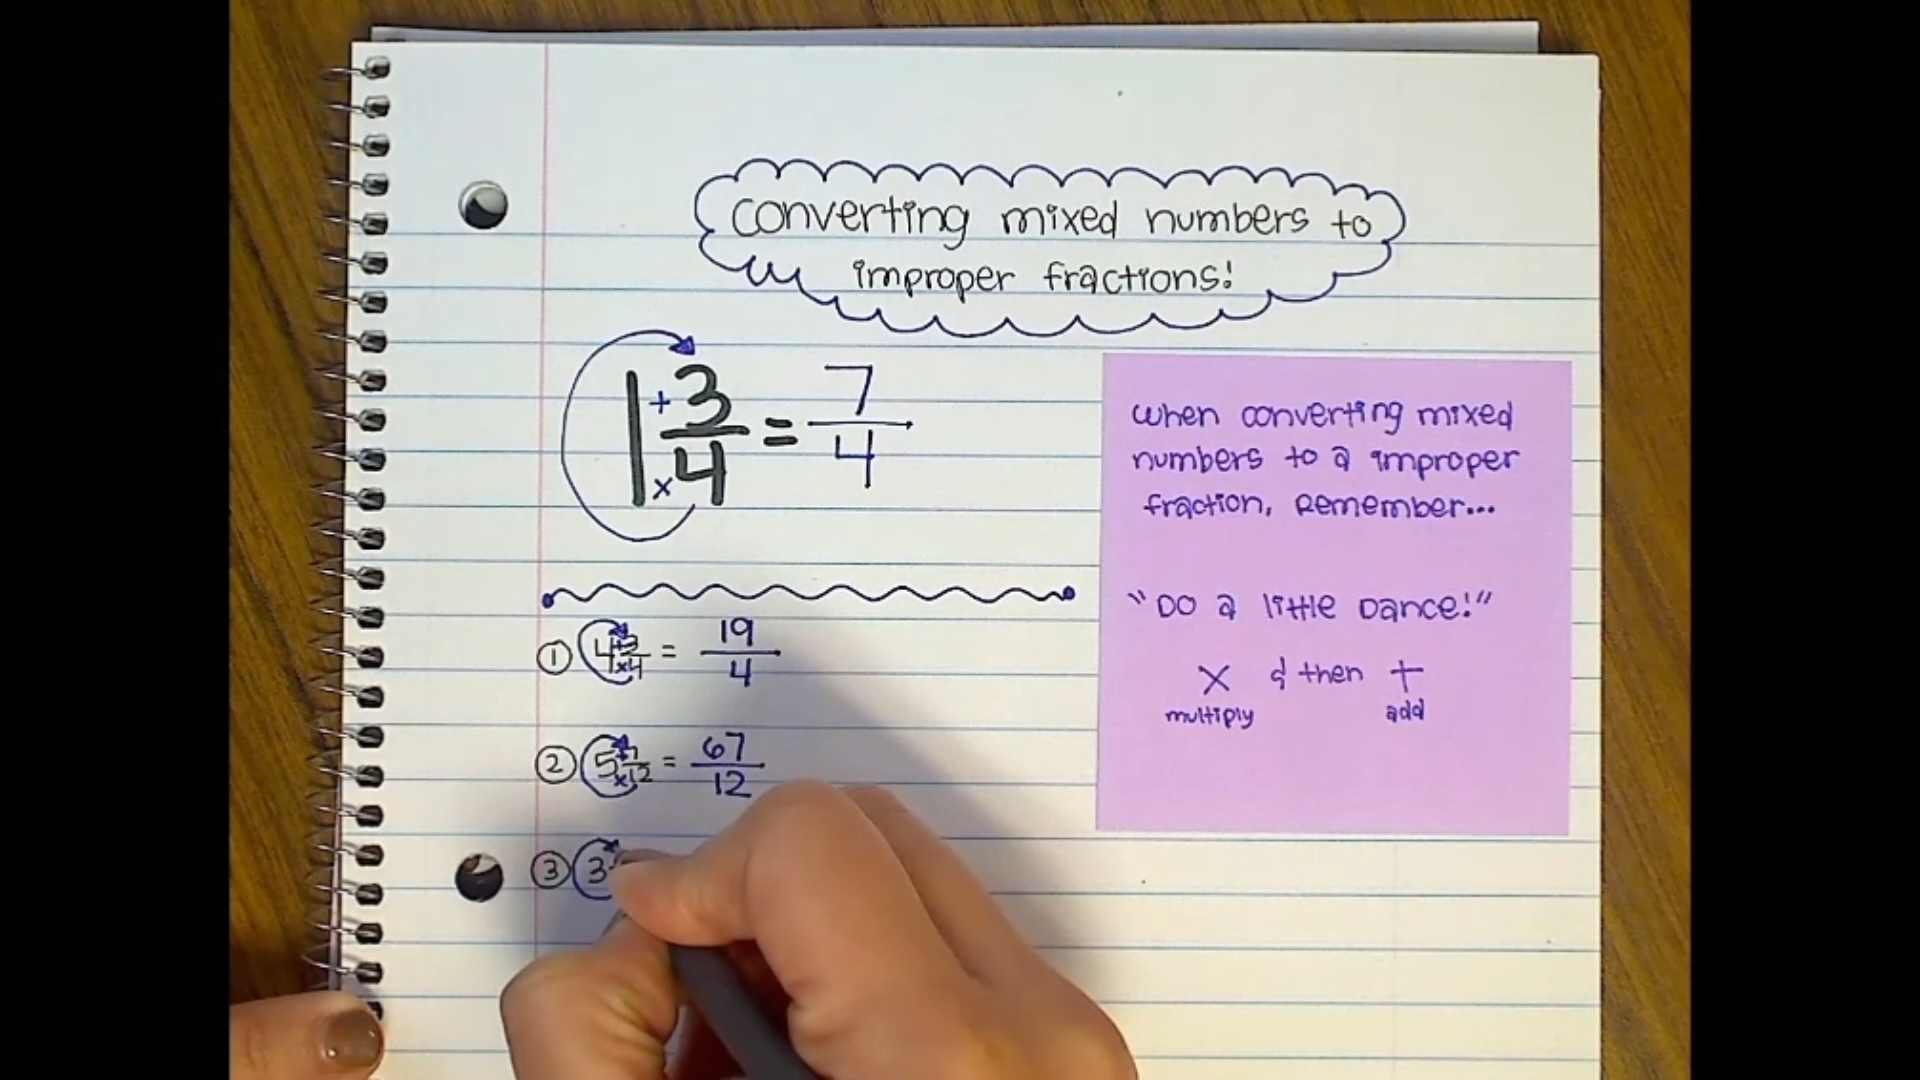 converting mixed numbers to
improper fractions!
1 + 3/4 x = 7/4
when converting mixed
numbers to a improper
fraction, Remember...
"DO a little Dance!"
x & then +
multiply add
① 4 + 3/4 x = 19/4
② 5 + 7/12 x = 67/12
③ 3